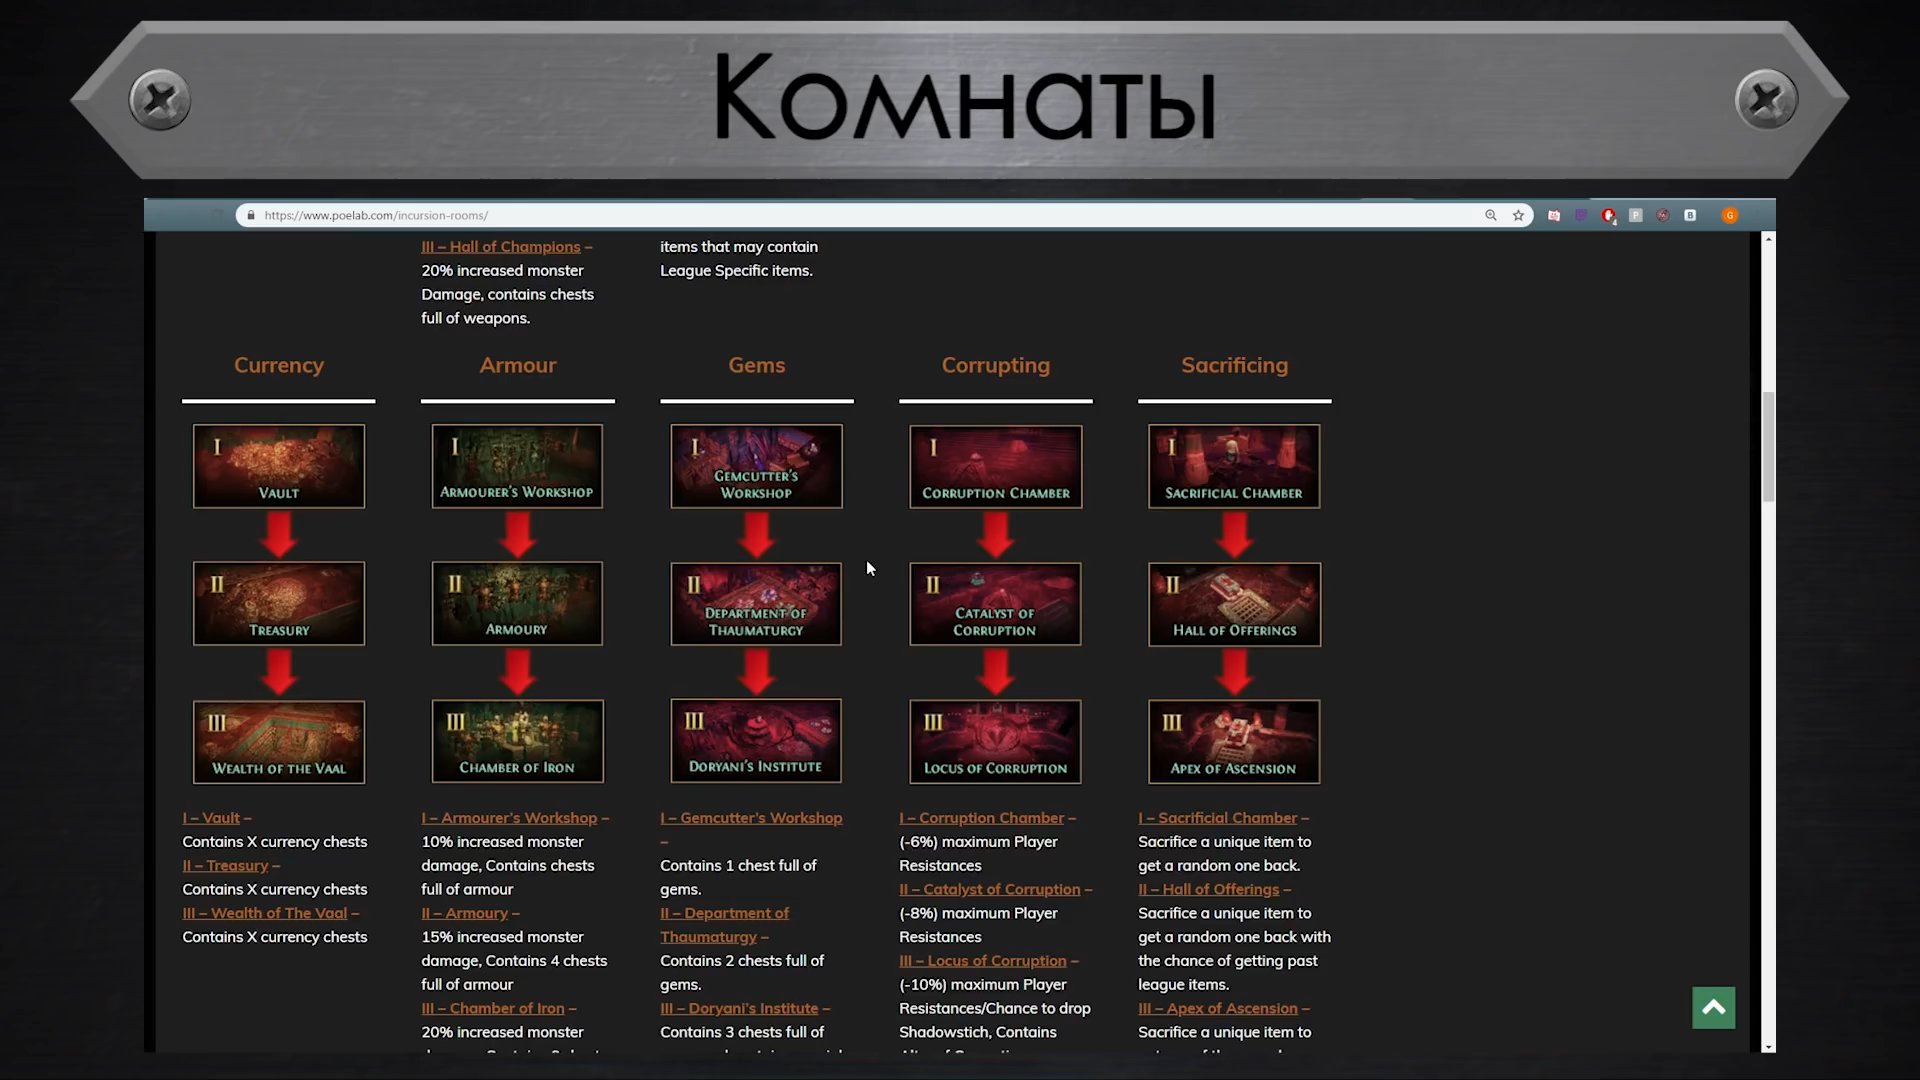 Комнаты
https://www.poelab.com/incursion-rooms/
III – Hall of Champions –
20% increased monster
Damage, contains chests
full of weapons.
items that may contain
League Specific items.
Currency
Armour
Gems
Corrupting
Sacrificing
I
VAULT
I
ARMOURER'S WORKSHOP
I
GEMCUTTER'S
WORKSHOP
I
CORRUPTION CHAMBER
I
SACRIFICIAL CHAMBER
II
TREASURY
II
ARMOURY
II
DEPARTMENT OF
THAUMATURGY
II
CATALYST OF
CORRUPTION
II
HALL OF OFFERINGS
III
WEALTH OF THE VAAL
III
CHAMBER OF IRON
III
DORYANI'S INSTITUTE
III
LOCUS OF CORRUPTION
III
APEX OF ASCENSION
I – Vault –
Contains X currency chests
II – Treasury –
Contains X currency chests
III – Wealth of The Vaal –
Contains X currency chests
I – Armourer's Workshop –
10% increased monster
damage, Contains chests
full of armour
II – Armoury –
15% increased monster
damage, Contains 4 chests
full of armour
III – Chamber of Iron –
20% increased monster
I – Gemcutter's Workshop
–
Contains 1 chest full of
gems.
II – Department of
Thaumaturgy –
Contains 2 chests full of
gems.
III – Doryani's Institute –
Contains 3 chests full of
I – Corruption Chamber –
(-6%) maximum Player
Resistances
II – Catalyst of Corruption –
(-8%) maximum Player
Resistances
III – Locus of Corruption –
(-10%) maximum Player
Resistances/Chance to drop
Shadowstich, Contains
I – Sacrificial Chamber –
Sacrifice a unique item to
get a random one back.
II – Hall of Offerings –
Sacrifice a unique item to
get a random one back with
the chance of getting past
league items.
III – Apex of Ascension –
Sacrifice a unique item to